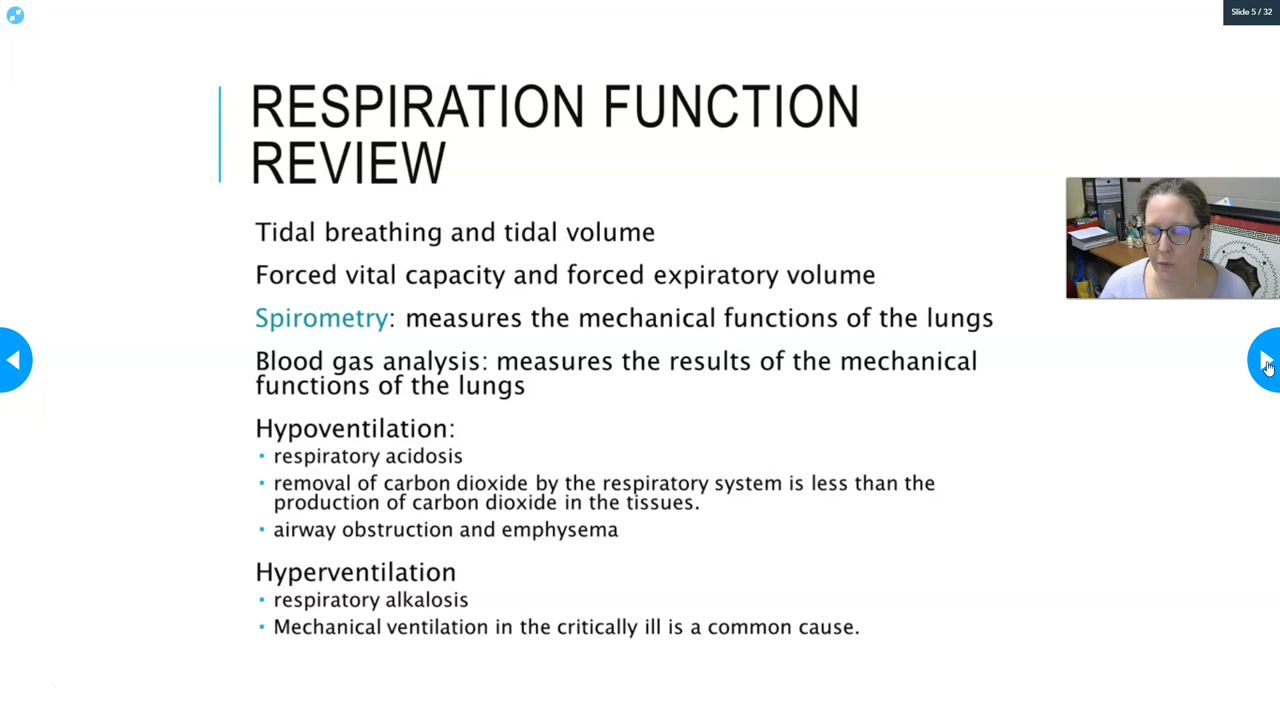 Slide 5 / 32
RESPIRATION FUNCTION
REVIEW
Tidal breathing and tidal volume
Forced vital capacity and forced expiratory volume
Spirometry: measures the mechanical functions of the lungs
Blood gas analysis: measures the results of the mechanical
functions of the lungs
Hypoventilation:
▪ respiratory acidosis
▪ removal of carbon dioxide by the respiratory system is less than the
production of carbon dioxide in the tissues.
▪ airway obstruction and emphysema
Hyperventilation
▪ respiratory alkalosis
▪ Mechanical ventilation in the critically ill is a common cause.